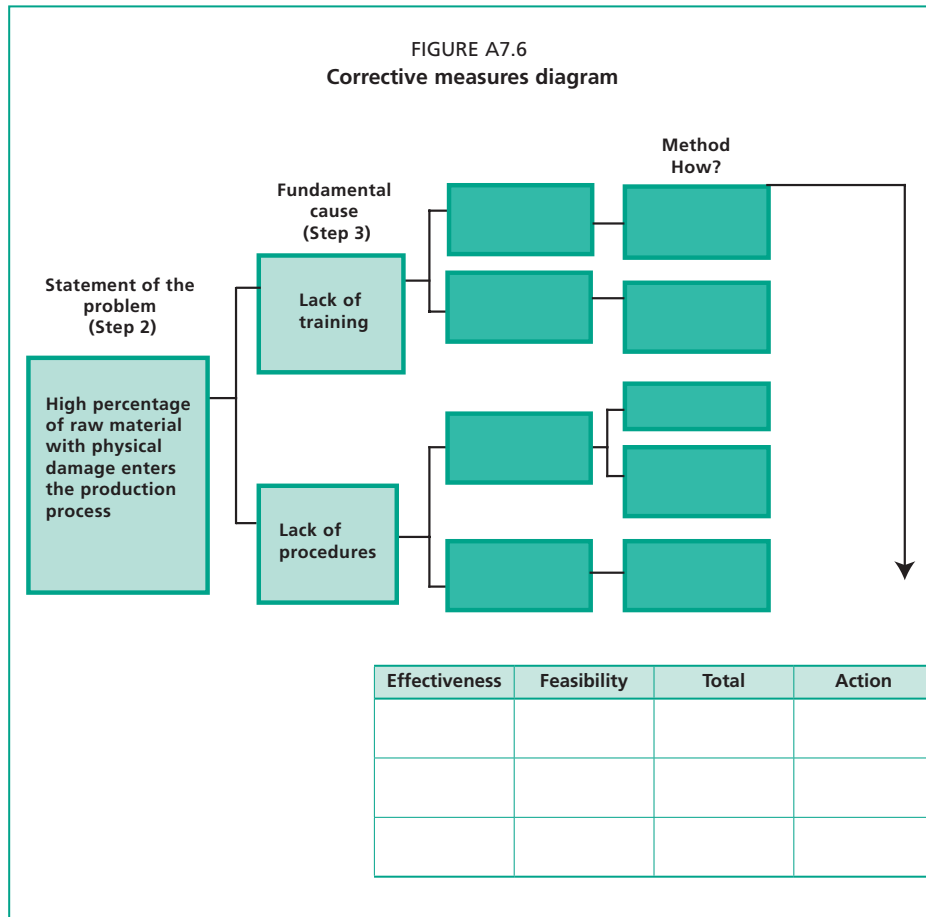 FIGURE A7.6
Corrective measures diagram
Method
How?
Fundamental
cause
(Step 3)
Statement of the
problem
(Step 2)
Lack of
training
High percentage
of raw material
with physical
damage enters
the production
process
Lack of
procedures
Effectiveness Feasibility Total Action